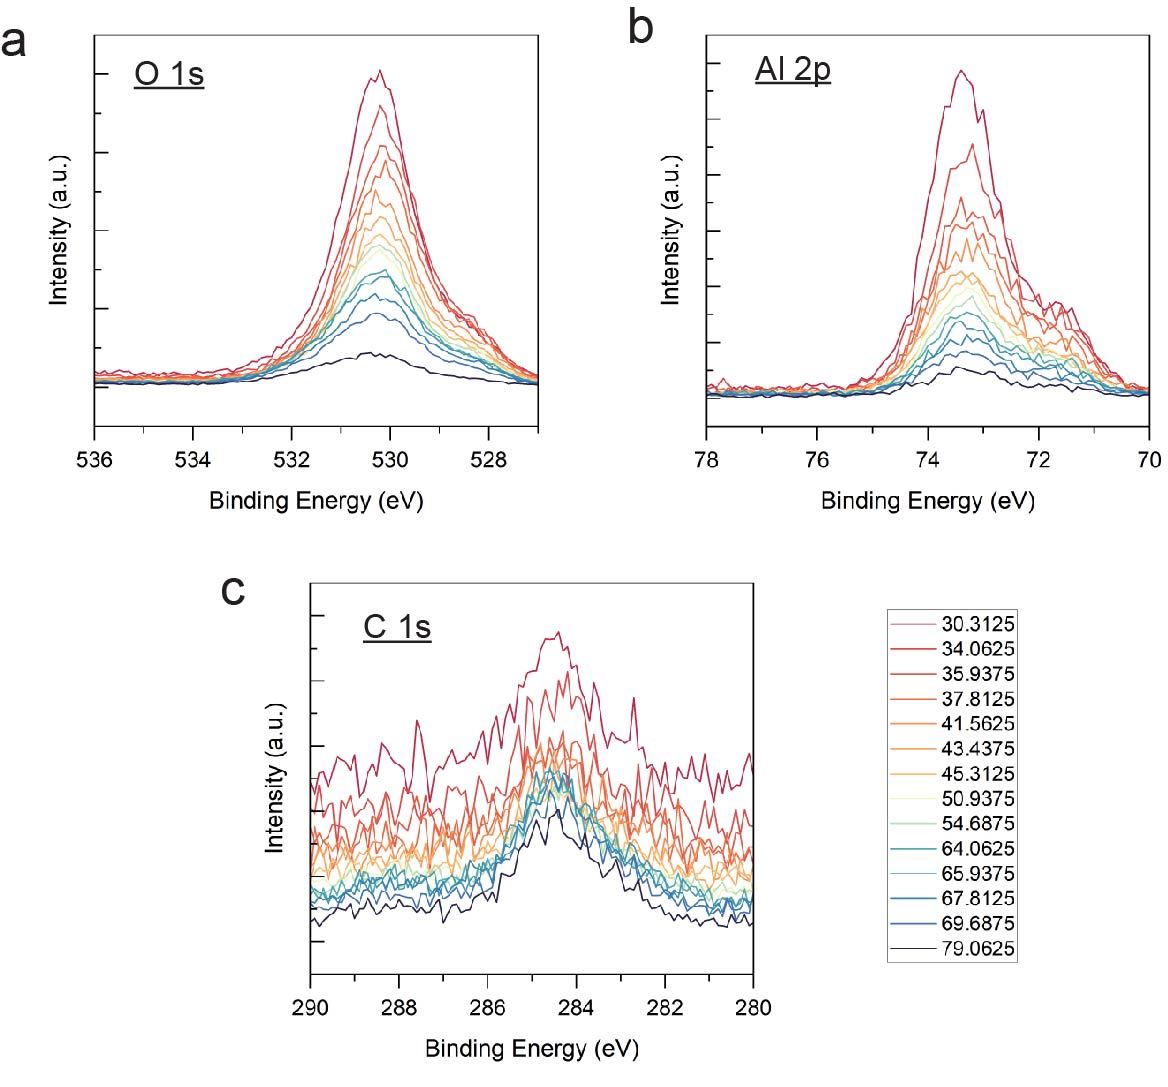 a
O 1s
Intensity (a.u.)
536 534 532 530 528
Binding Energy (eV)
b
Al 2p
Intensity (a.u.)
78 76 74 72 70
Binding Energy (eV)
c
C 1s
Intensity (a.u.)
290 288 286 284 282 280
Binding Energy (eV)
30.3125
34.0625
35.9375
37.8125
41.5625
43.4375
45.3125
50.9375
54.6875
64.0625
65.9375
67.8125
69.6875
79.0625